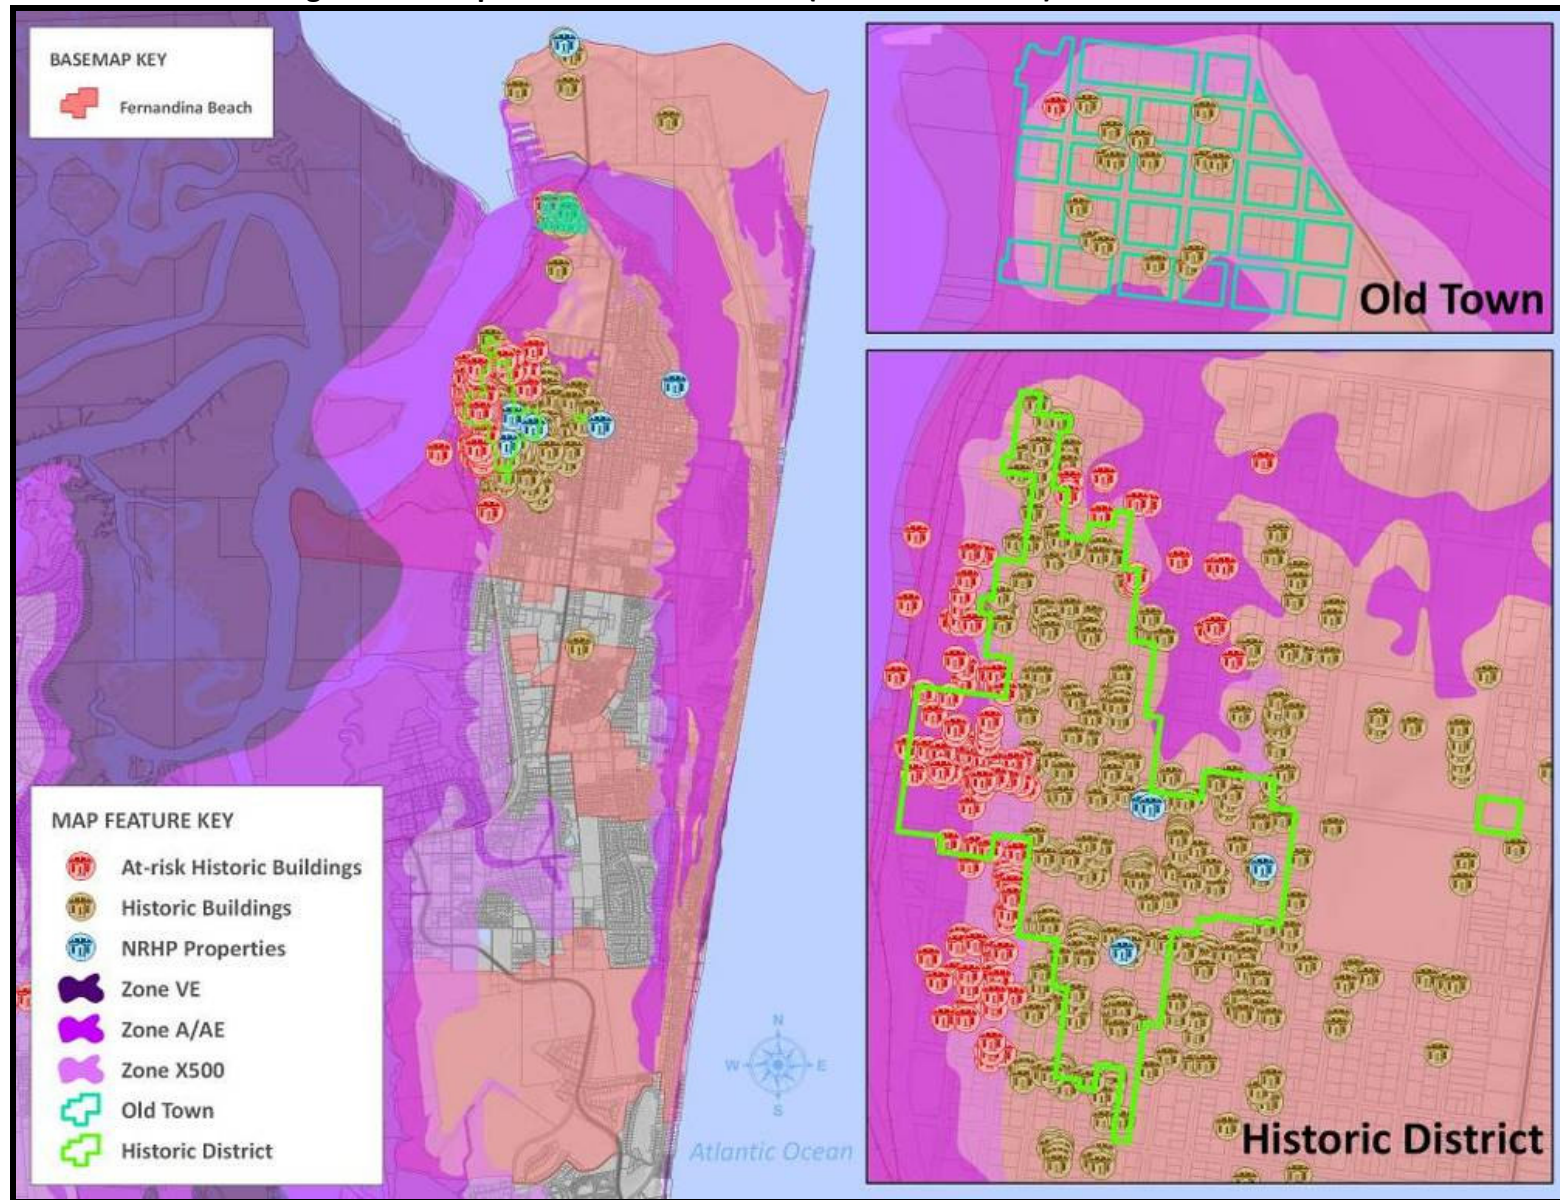 BASEMAP KEY
Fernandina Beach
Old Town
MAP FEATURE KEY
At-risk Historic Buildings
Historic Buildings
NRHP Properties
Zone VE
Zone A/AE
Zone X500
Old Town
Historic District
N
W E
S
Atlantic Ocean
Historic District